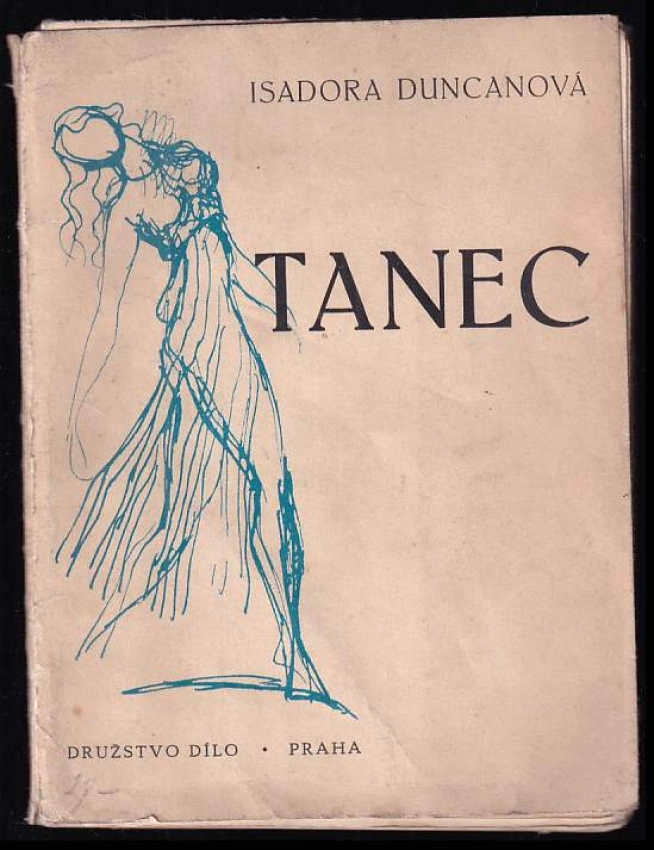 ISADORA DUNCANOVÁ
TANEC
DRUŽSTVO DÍLO • PRAHA